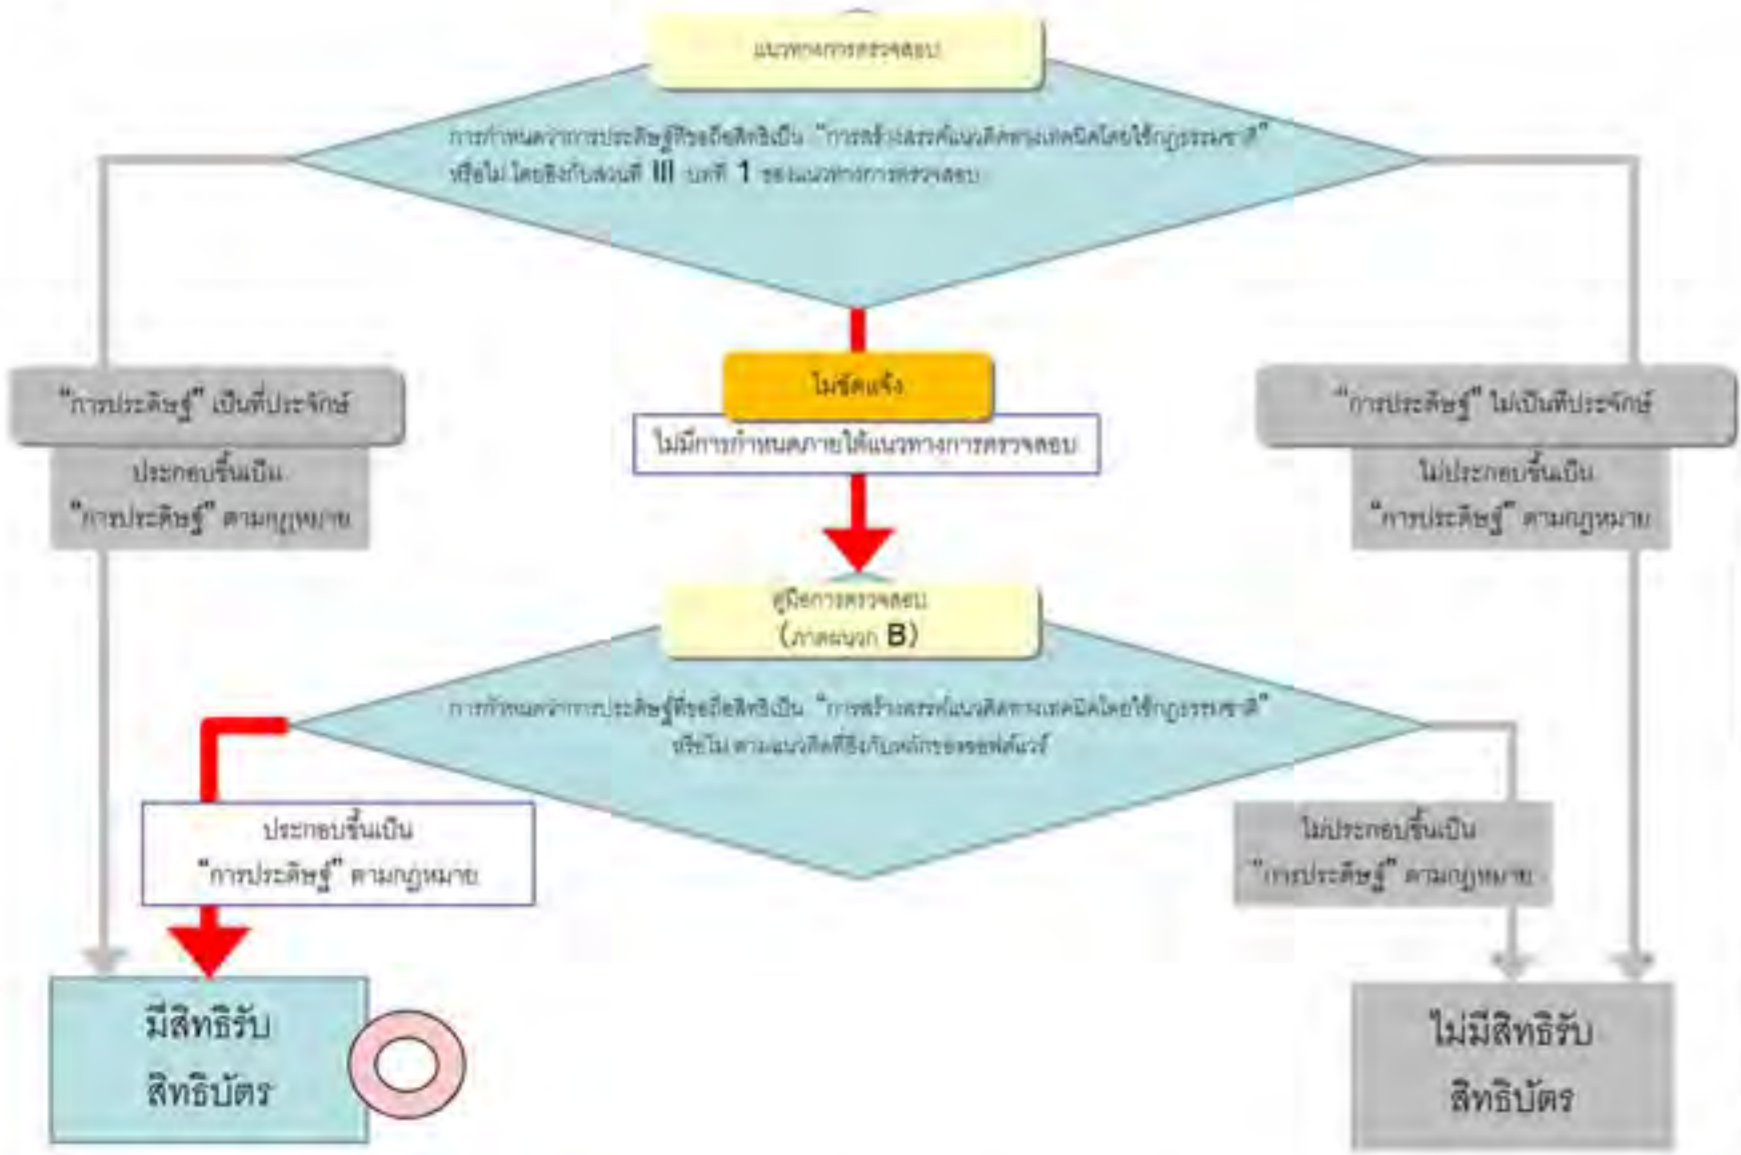 แนวทางการตรวจสอบ
การกำหนดว่าการประดิษฐ์ที่ขอถือสิทธิเป็น “การสร้างสรรค์แนวคิดทางเทคนิคโดยใช้กฎธรรมชาติ”
หรือไม่ โดยอิงกับส่วนที่ III บทที่ 1 ของแนวทางการตรวจสอบ
ไม่ชัดแจ้ง
“การประดิษฐ์” เป็นที่ประจักษ์
“การประดิษฐ์” ไม่เป็นที่ประจักษ์
ไม่มีการกำหนดภายใต้แนวทางการตรวจสอบ
ประกอบขึ้นเป็น
“การประดิษฐ์” ตามกฎหมาย
ไม่ประกอบขึ้นเป็น
“การประดิษฐ์” ตามกฎหมาย
คู่มือการตรวจสอบ
(ภาคผนวก B)
การกำหนดว่าการประดิษฐ์ที่ขอถือสิทธิเป็น “การสร้างสรรค์แนวคิดทางเทคนิคโดยใช้กฎธรรมชาติ”
หรือไม่ ตามแนวคิดที่อิงกับหลักของซอฟต์แวร์
ประกอบขึ้นเป็น
“การประดิษฐ์” ตามกฎหมาย
ไม่ประกอบขึ้นเป็น
“การประดิษฐ์” ตามกฎหมาย
มีสิทธิรับ
สิทธิบัตร
ไม่มีสิทธิรับ
สิทธิบัตร